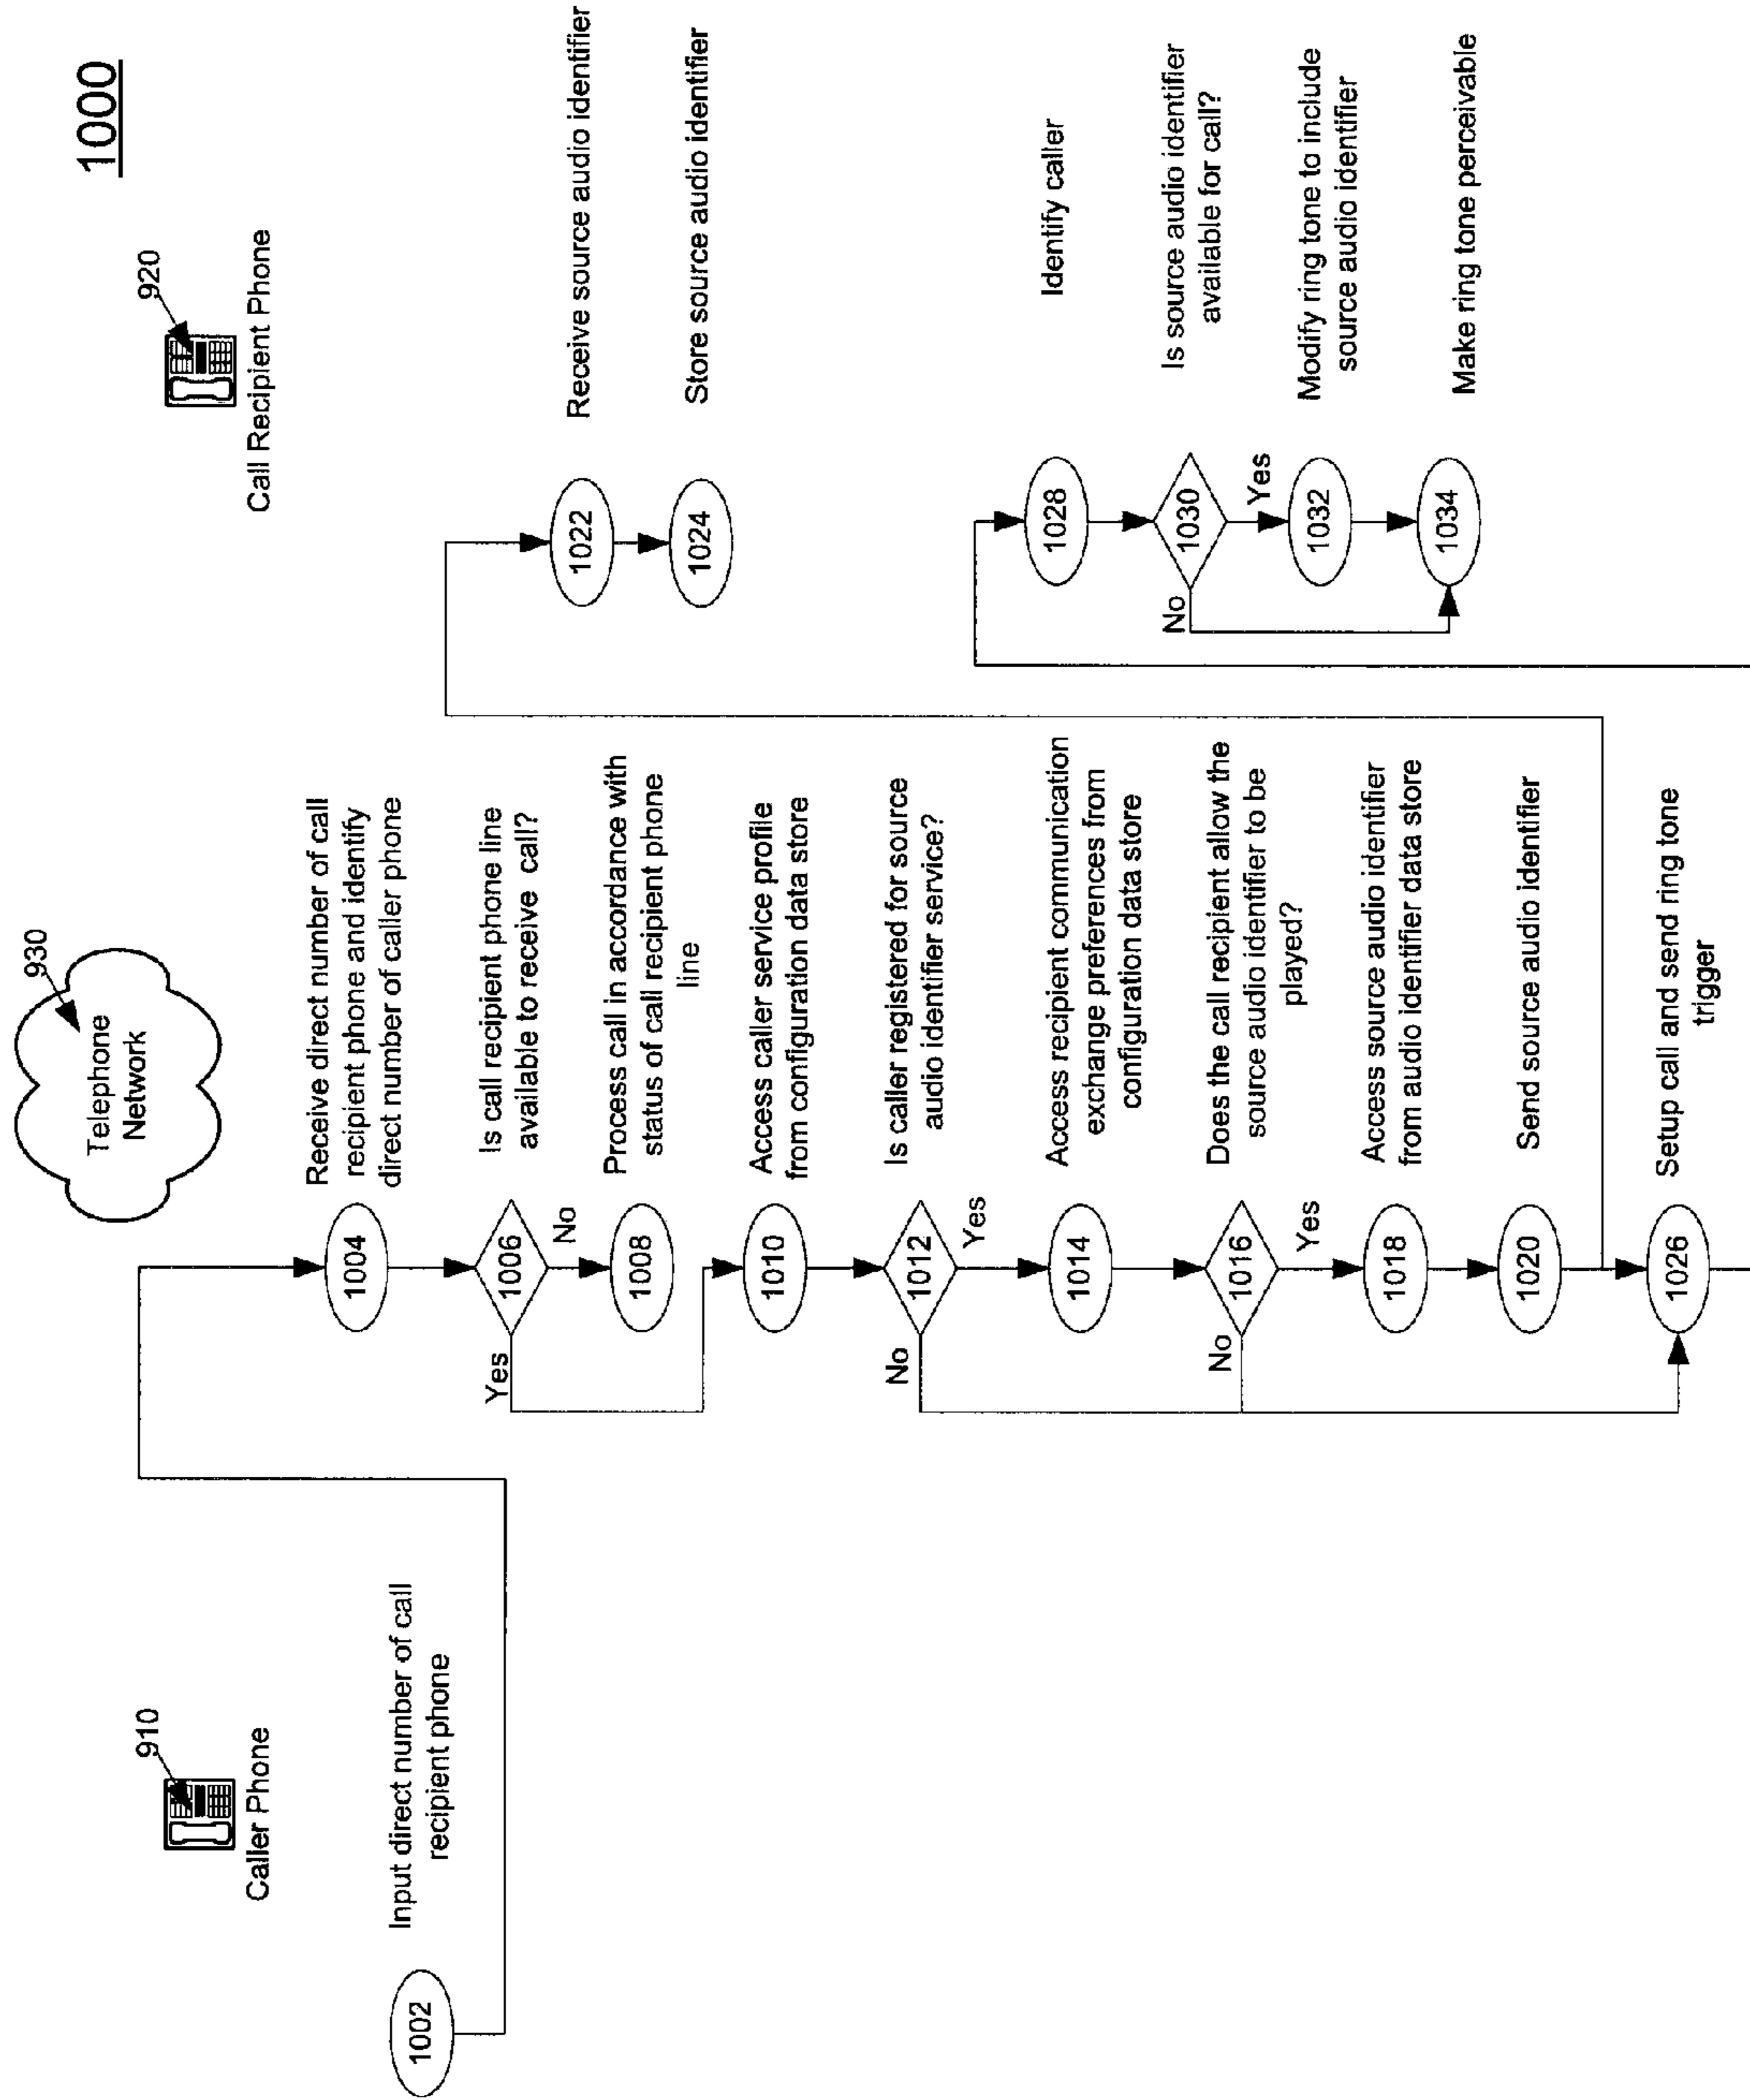 1000
910
Caller Phone
930
Telephone
Network
920
Call Recipient Phone
1002
Input direct number of call
recipient phone
1004
Receive direct number of call
recipient phone and identify
direct number of caller phone
1006
Is call recipient phone line
available to receive call?
Yes
No
1008
Process call in accordance with
status of call recipient phone
line
1010
Access caller service profile
from configuration data store
1012
Is caller registered for source
audio identifier service?
No
Yes
1014
Access recipient communication
exchange preferences from
configuration data store
1016
Does the call recipient allow the
source audio identifier to be
played?
No
Yes
1018
Access source audio identifier
from audio identifier data store
1020
Send source audio identifier
1026
Setup call and send ring tone
trigger
1022
Receive source audio identifier
1024
Store source audio identifier
1028
Identify caller
1030
Is source audio identifier
available for call?
No
Yes
1032
Modify ring tone to include
source audio identifier
1034
Make ring tone perceivable